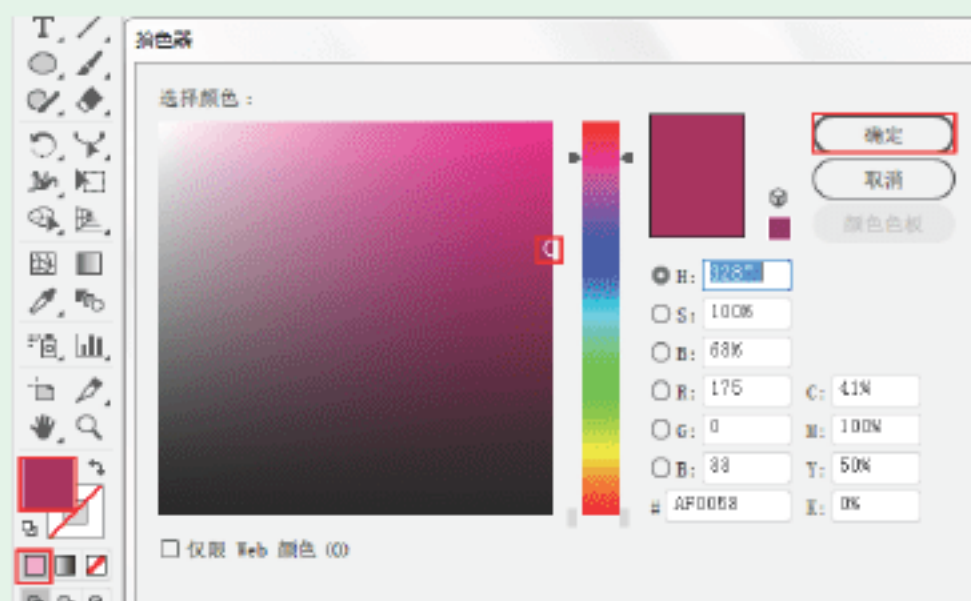 拾色器
选择颜色：
确定
取消
颜色色板
H: 328°
S: 100%
B: 68%
R: 175 C: 41%
G: 0 M: 100%
B: 88 Y: 50%
# AF0058 K: 0%
仅限 Web 颜色 (O)